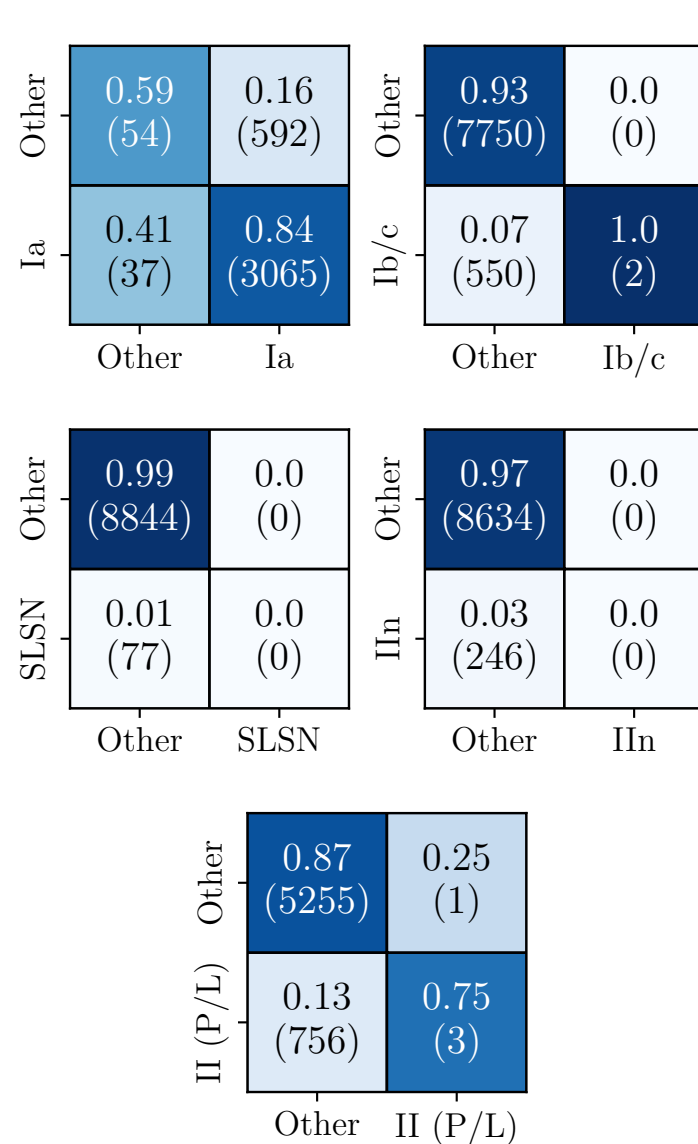 Other
0.59
(54)
0.16
(592)
Ia
0.41
(37)
0.84
(3065)
Other Ia
Other
0.93
(7750)
0.0
(0)
Ib/c
0.07
(550)
1.0
(2)
Other Ib/c
Other
0.99
(8844)
0.0
(0)
SLSN
0.01
(77)
0.0
(0)
Other SLSN
Other
0.97
(8634)
0.0
(0)
IIn
0.03
(246)
0.0
(0)
Other IIn
Other
0.87
(5255)
0.25
(1)
II (P/L)
0.13
(756)
0.75
(3)
Other II (P/L)